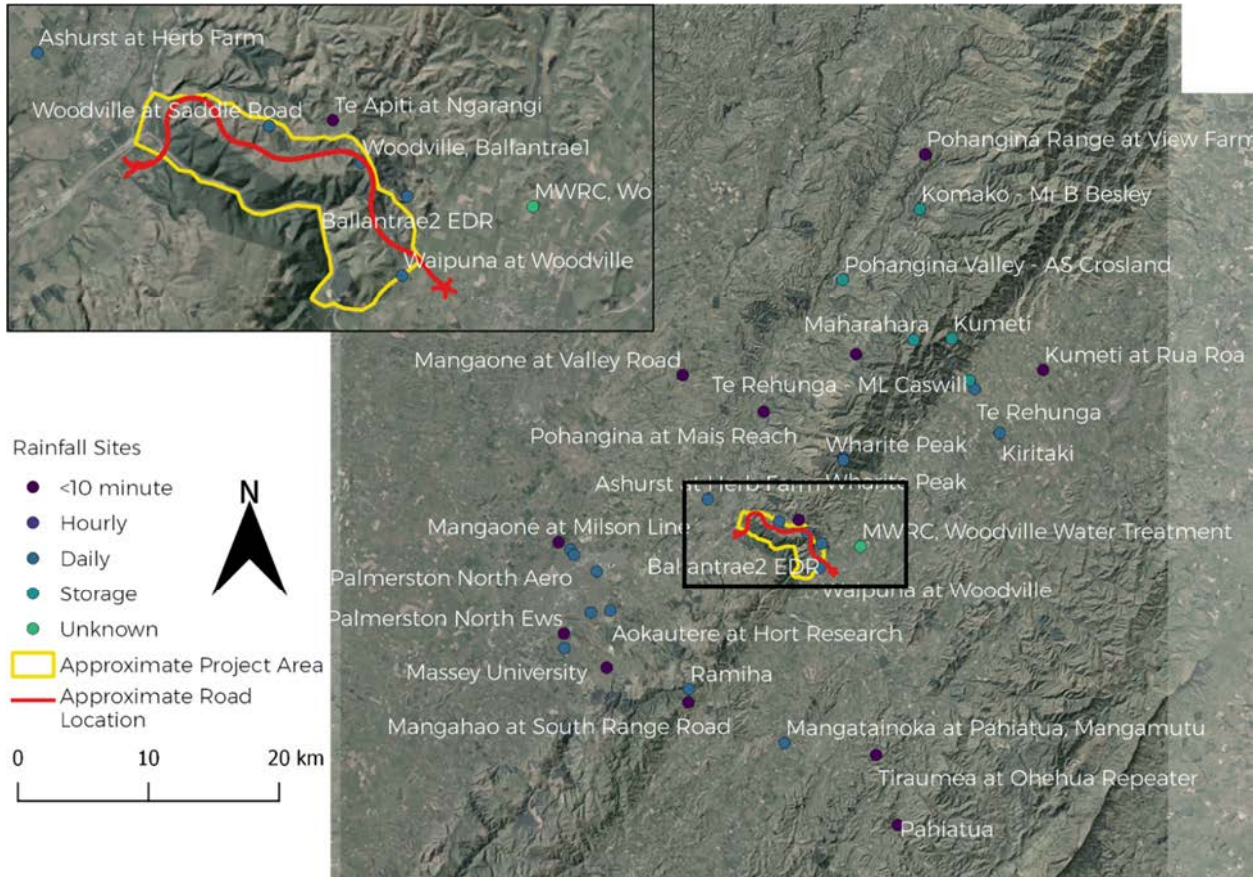 Ashurst at Herb Farm
Te Apiti at Ngarangi
Woodville at Saddle Road
Woodville, Ballantrae1
MWRC, Wo
Ballantrae2 EDR
Waipuna at Woodville
Pohangina Range at View Farm
Komako - Mr B Besley
Pohangina Valley - AS Crosland
Maharahara
Kumeti
Mangaone at Valley Road
Kumeti at Rua Roa
Te Rehunga - ML Caswill
Te Rehunga
Pohangina at Mais Reach
Wharite Peak
Kiritaki
Ashurst at Herb Farm
Wharite Peak
Mangaone at Milson Line
MWRC, Woodville Water Treatment
Ballantrae2 EDR
Palmerston North Aero
Waipuna at Woodville
Palmerston North Ews
Aokautere at Hort Research
Massey University
Ramiha
Mangahao at South Range Road
Mangatainoka at Pahiatua, Mangamutu
Tiraumea at Ohehua Repeater
Pahiatua
Rainfall Sites
<10 minute
Hourly
Daily
Storage
Unknown
Approximate Project Area
Approximate Road
Location
N
0 10 20 km